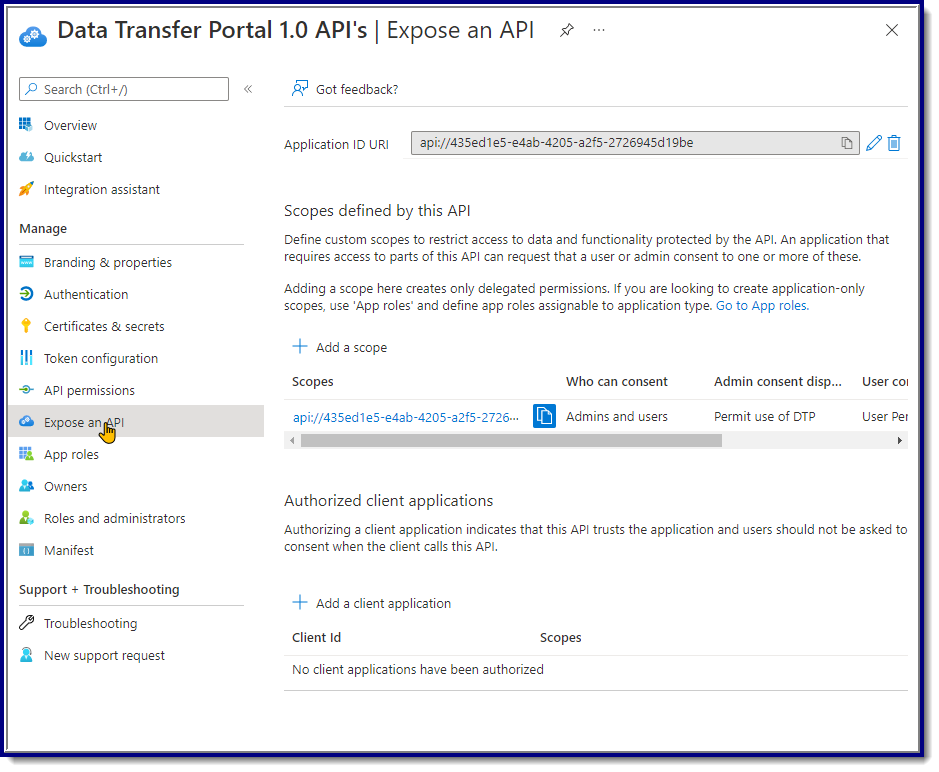 Data Transfer Portal 1.0 API's | Expose an API
Search (Ctrl+/)
Overview
Quickstart
Integration assistant
Manage
Branding & properties
Authentication
Certificates & secrets
Token configuration
API permissions
Expose an API
App roles
Owners
Roles and administrators
Manifest
Support + Troubleshooting
Troubleshooting
New support request
Got feedback?
Application ID URI
api://435ed1e5-e4ab-4205-a2f5-2726945d19be
Scopes defined by this API
Define custom scopes to restrict access to data and functionality protected by the API. An application that
requires access to parts of this API can request that a user or admin consent to one or more of these.
Adding a scope here creates only delegated permissions. If you are looking to create application-only
scopes, use 'App roles' and define app roles assignable to application type. Go to App roles.
Add a scope
Scopes Who can consent Admin consent disp... User co
api://435ed1e5-e4ab-4205-a2f5-2726... Admins and users Permit use of DTP User Per
Authorized client applications
Authorizing a client application indicates that this API trusts the application and users should not be asked to
consent when the client calls this API.
Add a client application
Client Id Scopes
No client applications have been authorized